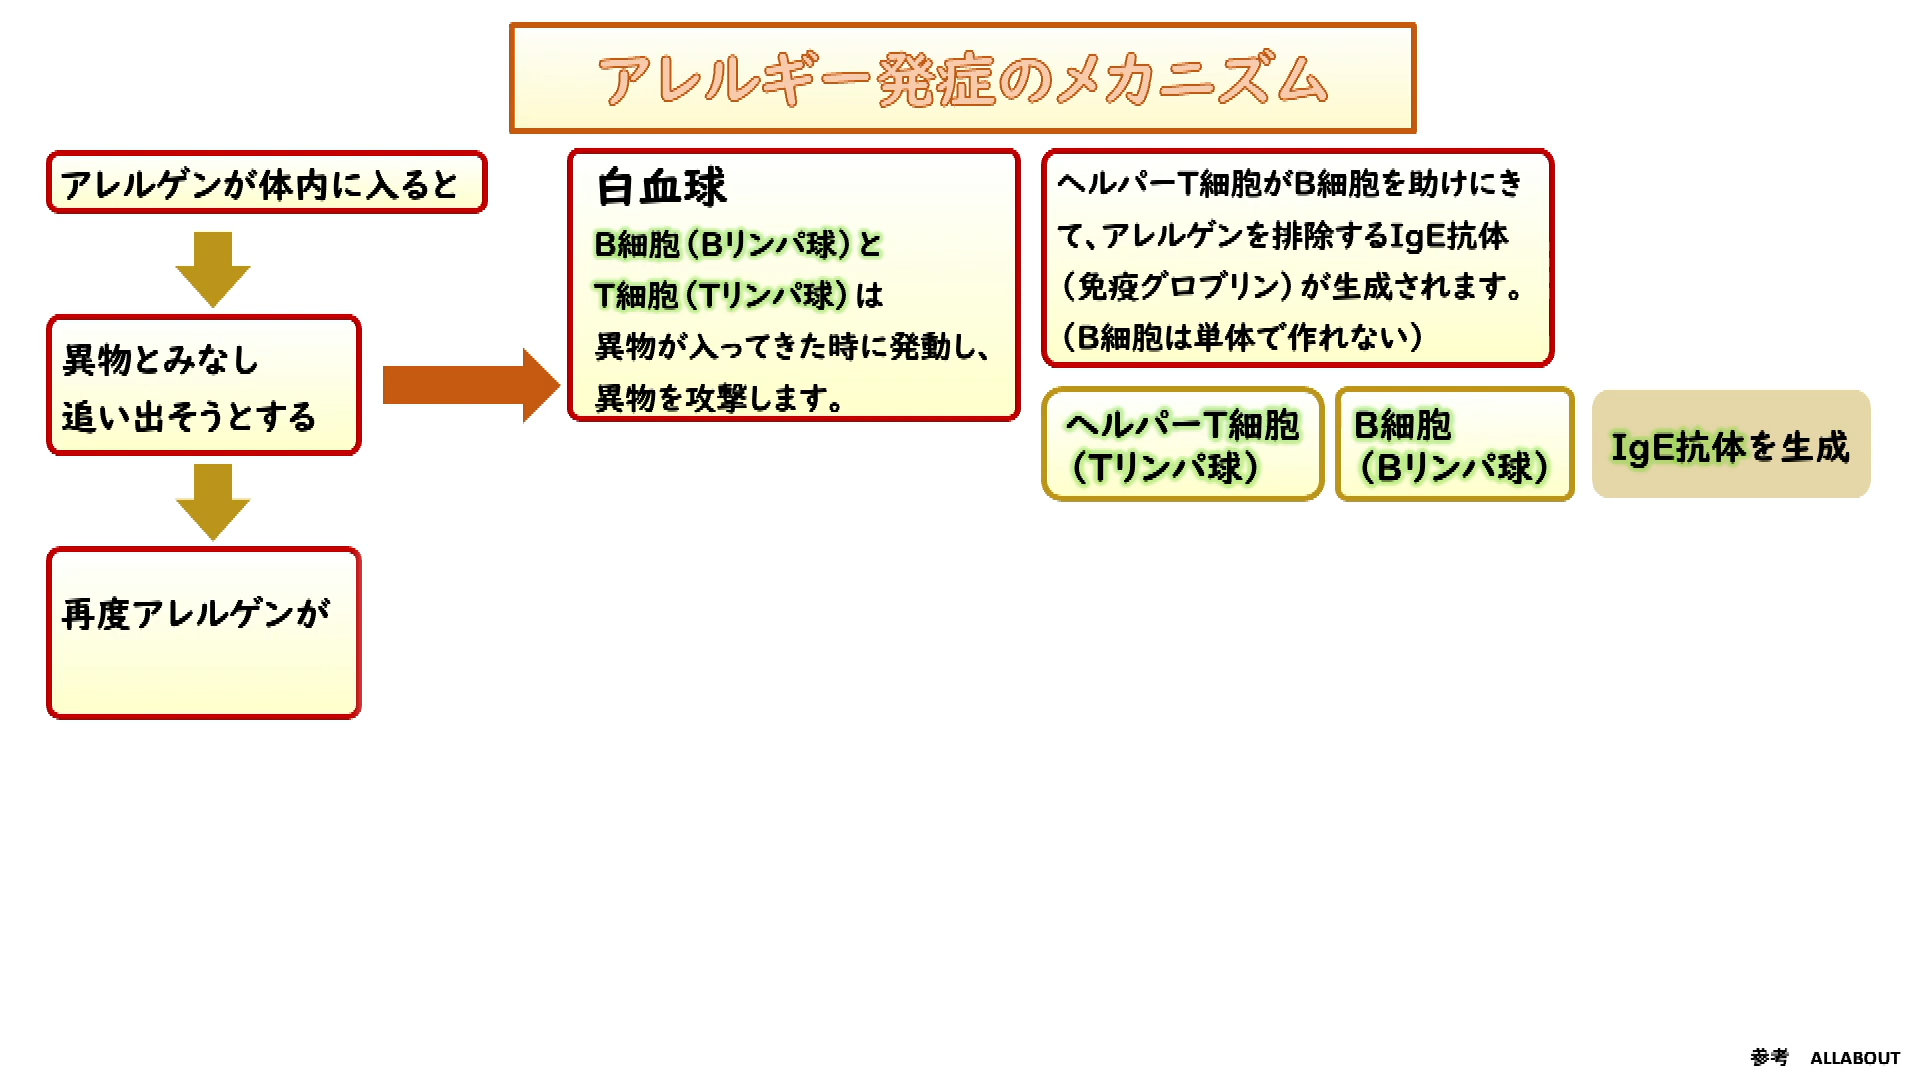 アレルギー発症のメカニズム
アレルゲンが体内に入ると
異物とみなし
追い出そうとする
再度アレルゲンが
白血球
B細胞（Bリンパ球）と
T細胞（Tリンパ球）は
異物が入ってきた時に発動し、
異物を攻撃します。
ヘルパーT細胞がB細胞を助けにき
て、アレルゲンを排除するIgE抗体
（免疫グロブリン）が生成されます。
（B細胞は単体で作れない）
ヘルパーT細胞
（Tリンパ球）
B細胞
（Bリンパ球）
IgE抗体を生成
参考　ALLABOUT